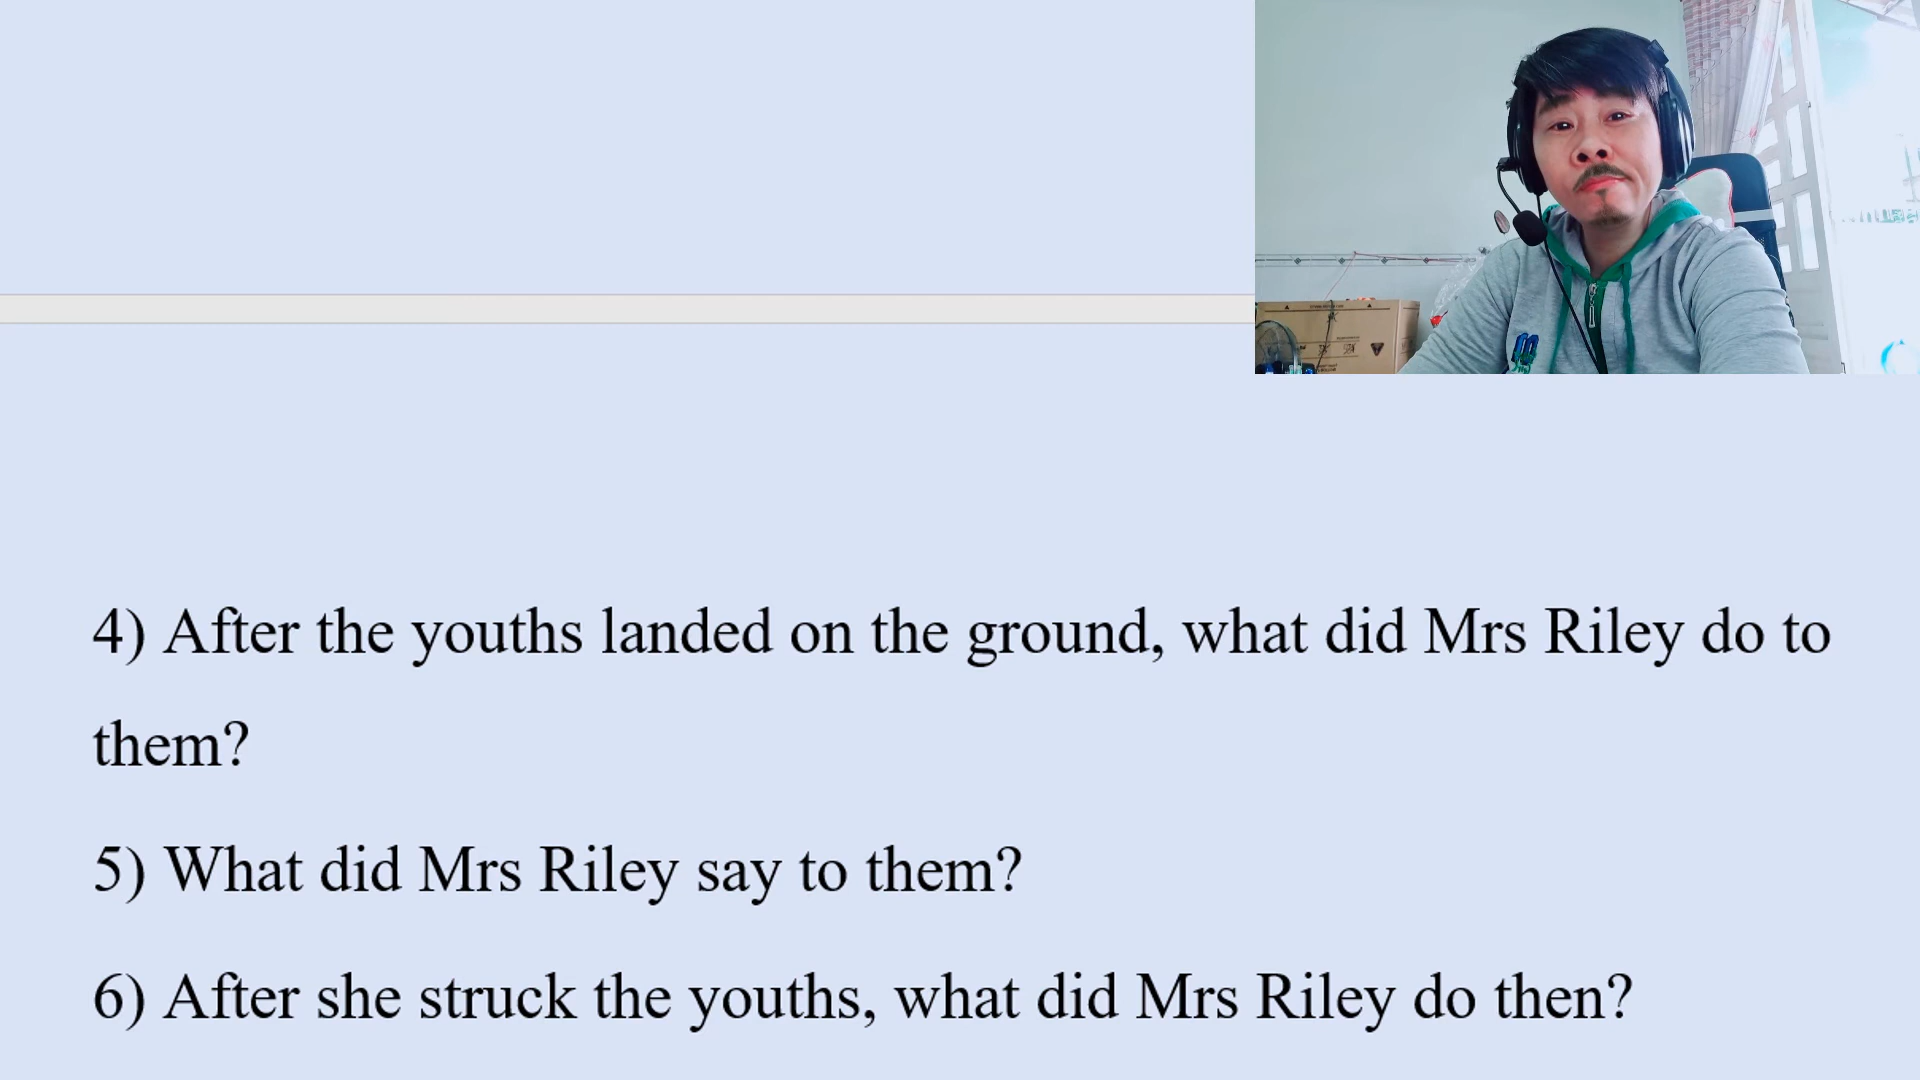 4) After the youths landed on the ground, what did Mrs Riley do to
them?
5) What did Mrs Riley say to them?
6) After she struck the youths, what did Mrs Riley do then?